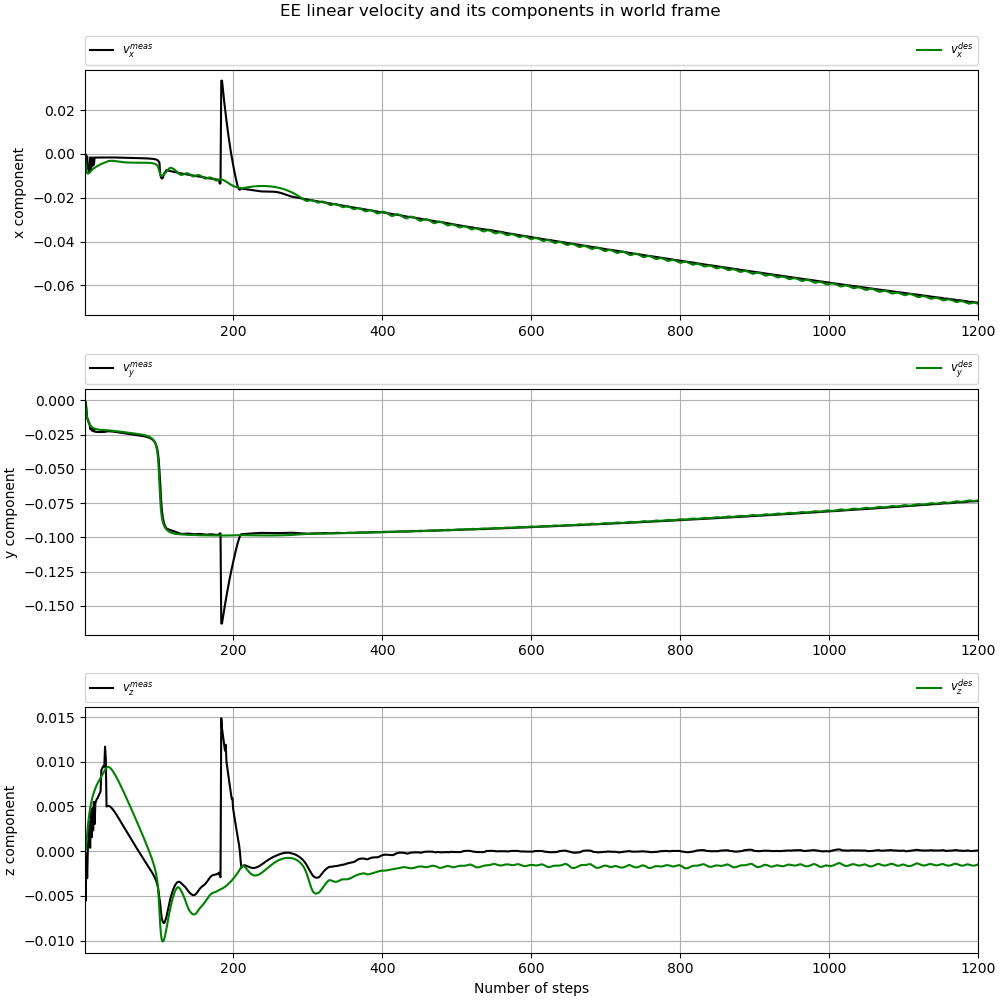 EE linear velocity and its components in world frame
v_x^{meas} v_x^{des}
0.02
0.00
−0.02
−0.04
−0.06
x component
200 400 600 800 1000 1200
v_y^{meas} v_y^{des}
0.000
−0.025
−0.050
−0.075
−0.100
−0.125
−0.150
y component
200 400 600 800 1000 1200
v_z^{meas} v_z^{des}
0.015
0.010
0.005
0.000
−0.005
−0.010
z component
200 400 600 800 1000 1200
Number of steps